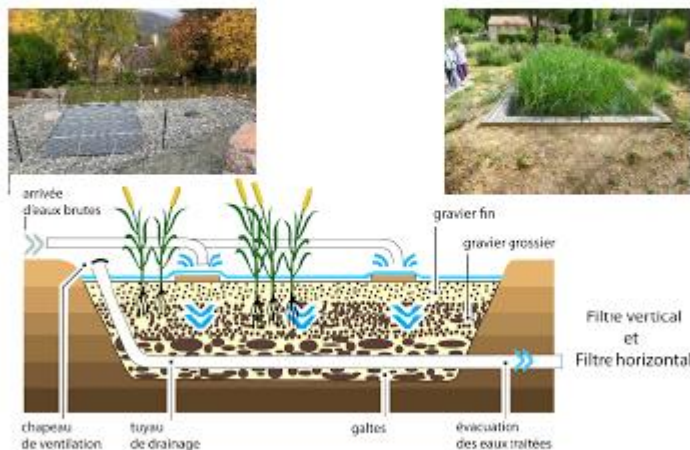 arrivée
d'eaux brutes
gravier fin
gravier grossier
Filtre vertical
et
Filtre horizontal
chapeau
de ventilation
tuyau
de drainage
galtes
évacuation
des eaux traitées